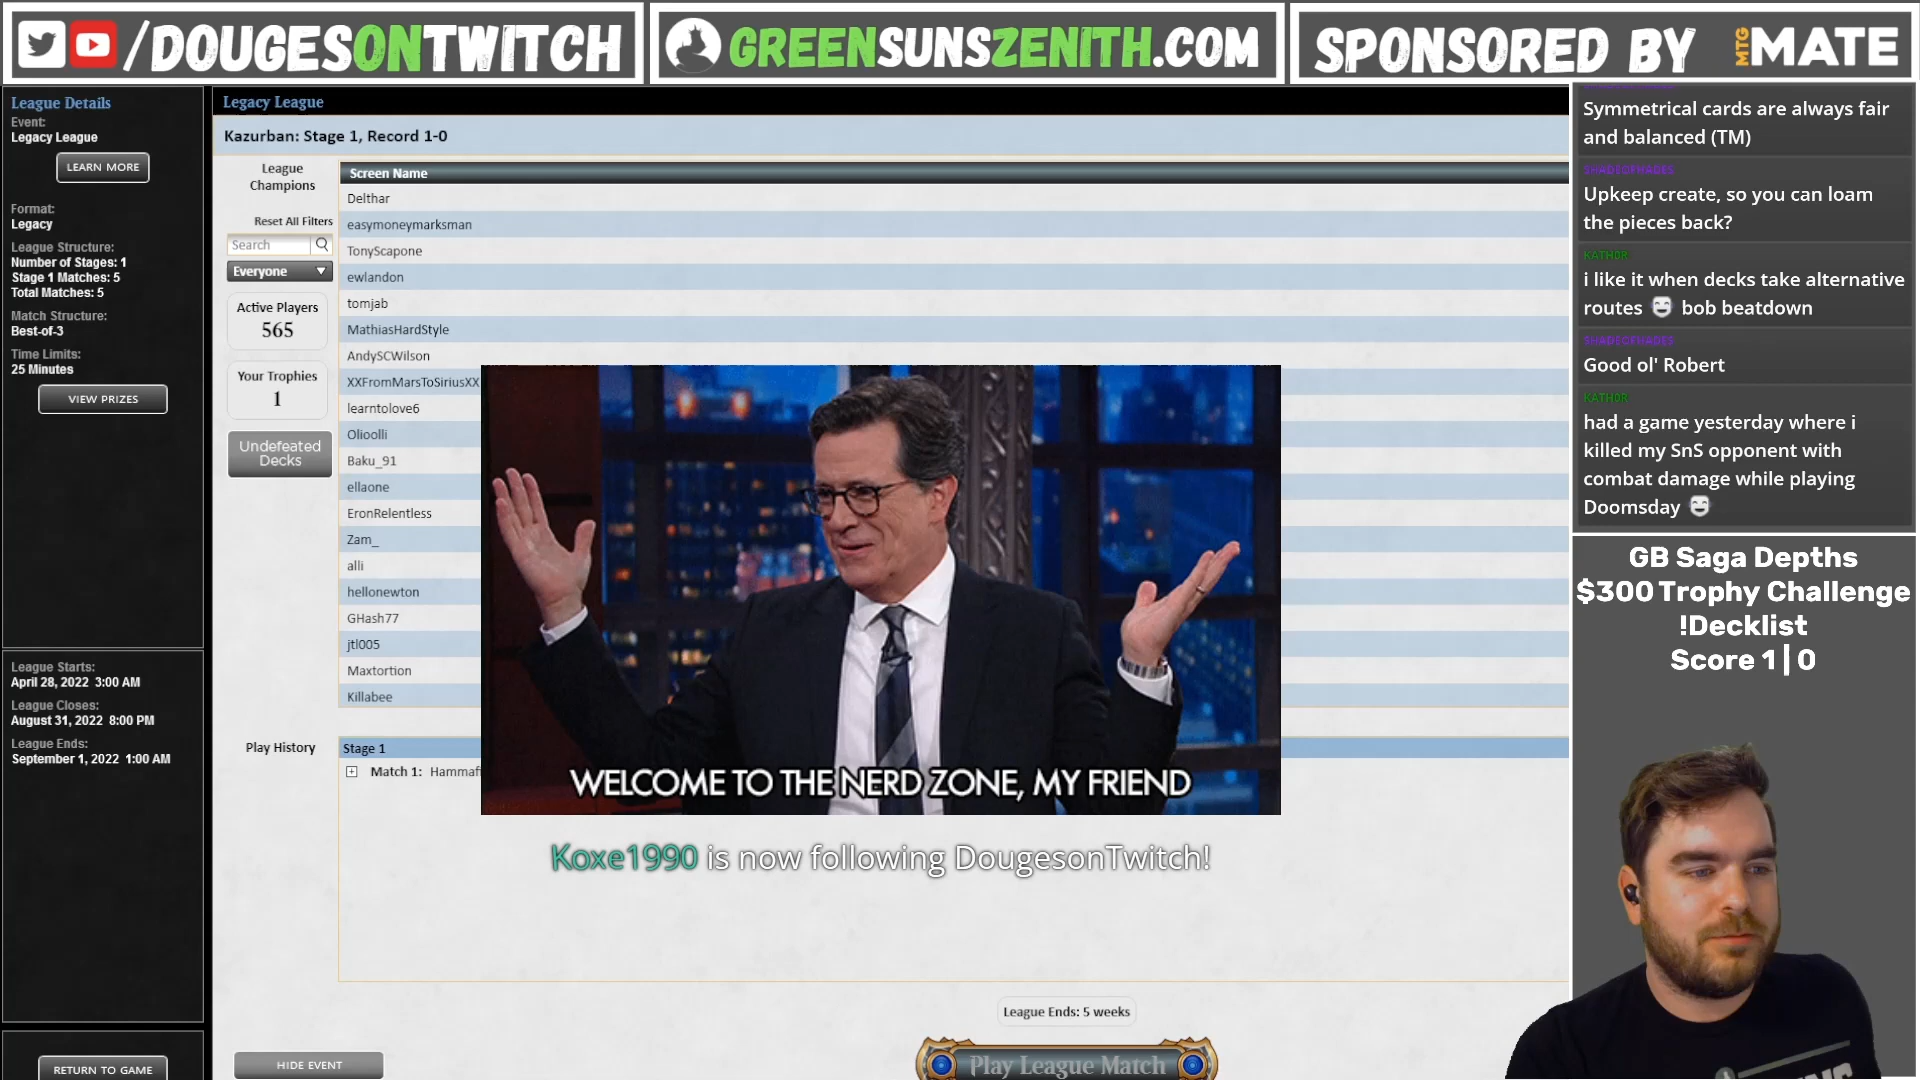 /DOUGESONTWITCH
GREENSUNSZENITH.COM
SPONSORED BY MTG MATE
League Details
Event:
Legacy League
LEARN MORE
Format:
Legacy
League Structure:
Number of Stages: 1
Stage 1 Matches: 5
Total Matches: 5
Match Structure:
Best-of-3
Time Limits:
25 Minutes
VIEW PRIZES
League Starts:
April 28, 2022 3:00 AM
League Closes:
August 31, 2022 8:00 PM
League Ends:
September 1, 2022 1:00 AM
RETURN TO GAME
Legacy League
Kazurban: Stage 1, Record 1-0
League
Champions
Reset All Filters
Search
Everyone
Active Players
565
Your Trophies
1
Undefeated
Decks
Screen Name
Delthar
easymoneymarksman
TonyScapone
ewlandon
tomjab
MathiasHardStyle
AndySCWilson
XXFromMarsToSiriusXX
learntolove6
Olioolli
Baku_91
ellaone
EronRelentless
Zam_
alli
hellonewton
GHash77
jtl005
Maxtortion
Killabee
Play History
Stage 1
Match 1: Hammafi
WELCOME TO THE NERD ZONE, MY FRIEND
Koxe1990 is now following DougesonTwitch!
League Ends: 5 weeks
HIDE EVENT
Play League Match
Symmetrical cards are always fair
and balanced (TM)
SHADEOFHADES
Upkeep create, so you can loam
the pieces back?
KATHOR
i like it when decks take alternative
routes bob beatdown
SHADEOFHADES
Good ol' Robert
KATHOR
had a game yesterday where i
killed my SnS opponent with
combat damage while playing
Doomsday
GB Saga Depths
$300 Trophy Challenge
!Decklist
Score 1 | 0